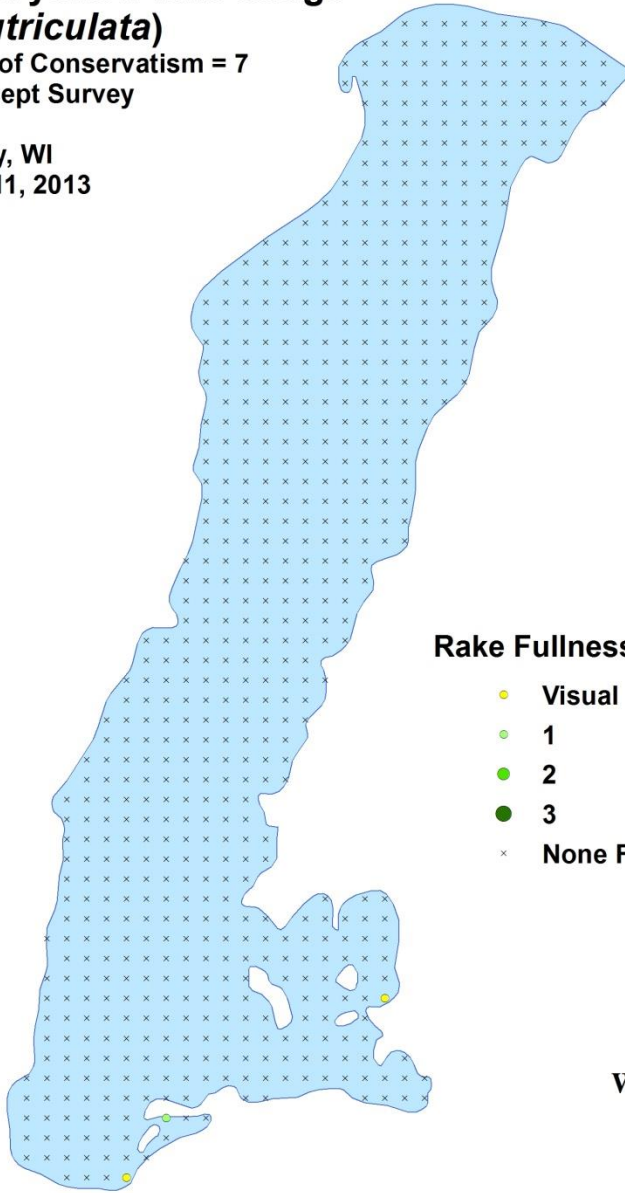 utriculata)
of Conservatism = 7
ept Survey
y, WI
11, 2013
Rake Fullness
Visual
1
2
3
None F